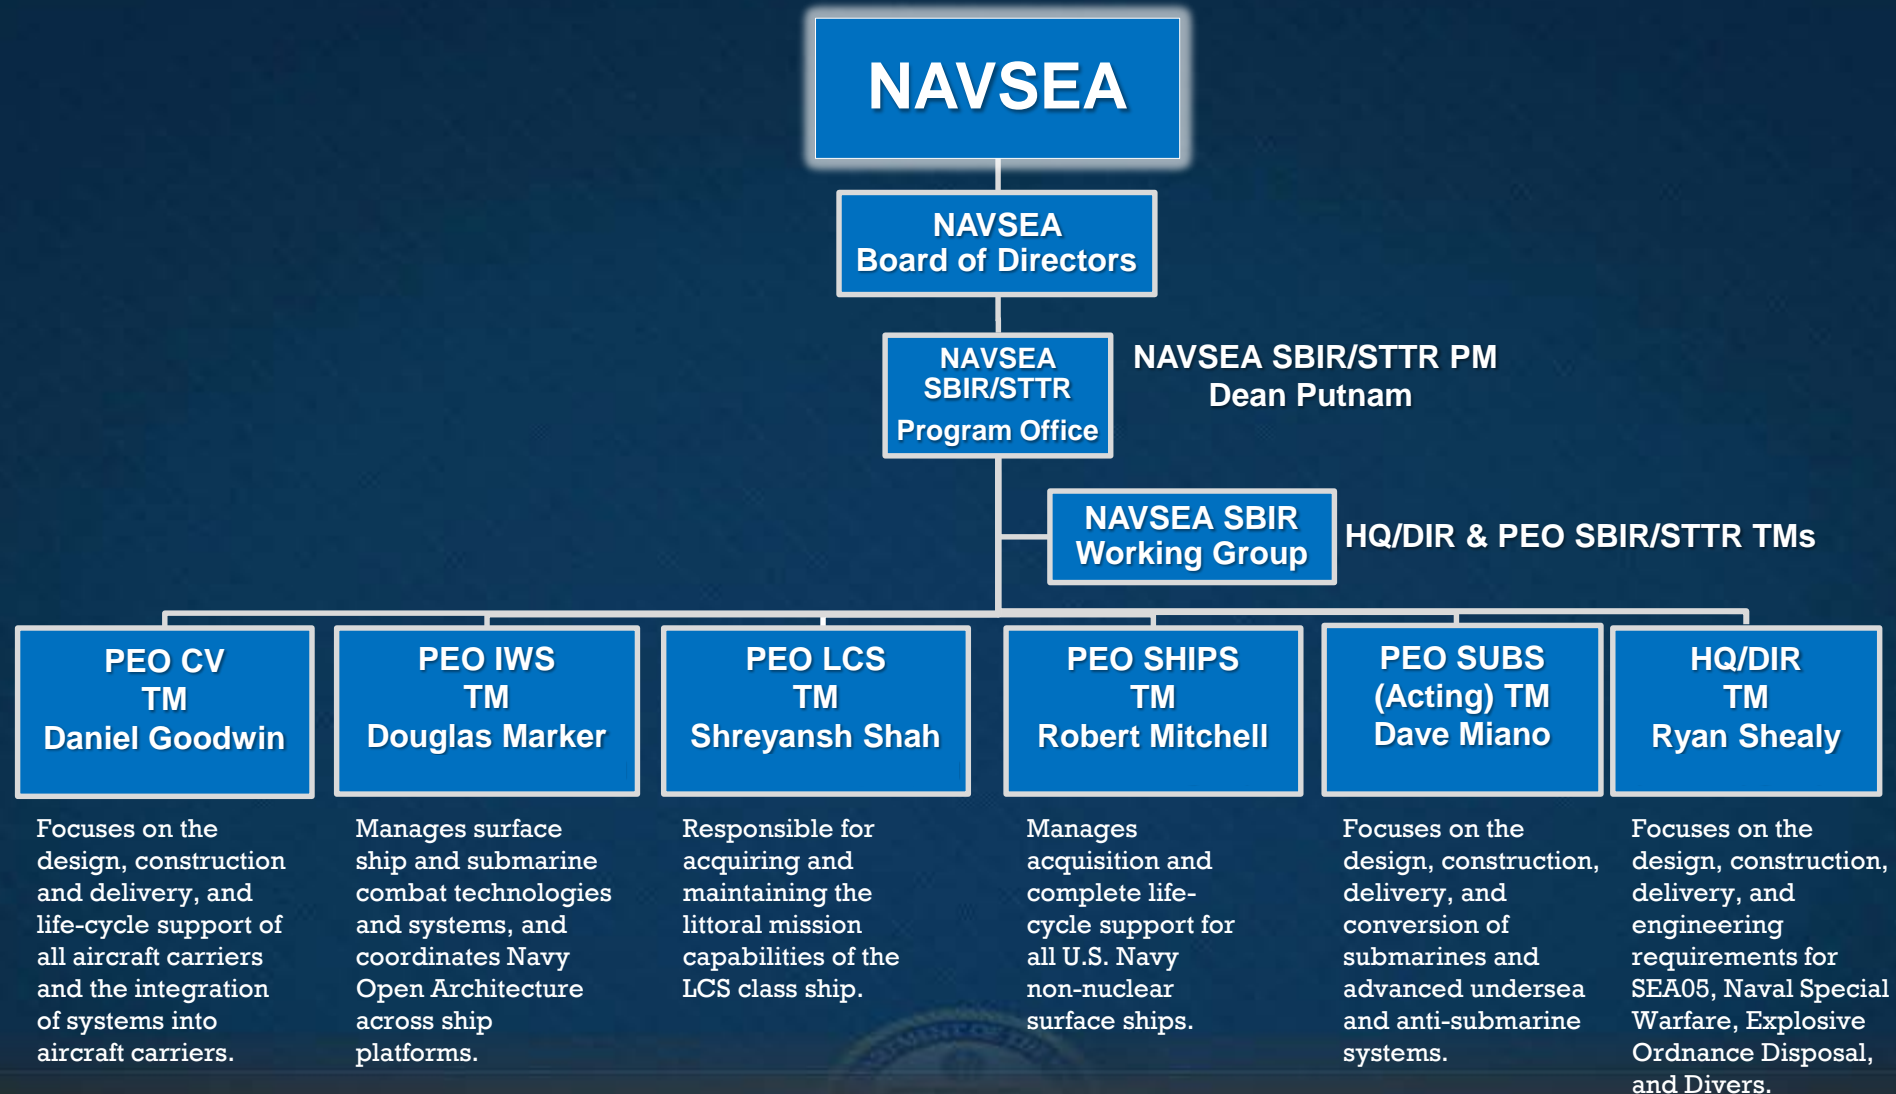 NAVSEA
NAVSEA
Board of Directors
NAVSEA
SBIR/STTR
Program Office
NAVSEA SBIR/STTR PM
Dean Putnam
NAVSEA SBIR
Working Group
HQ/DIR & PEO SBIR/STTR TMs
PEO CV
TM
Daniel Goodwin
Focuses on the
design, construction
and delivery, and
life-cycle support of
all aircraft carriers
and the integration
of systems into
aircraft carriers.
PEO IWS
TM
Douglas Marker
Manages surface
ship and submarine
combat technologies
and systems, and
coordinates Navy
Open Architecture
across ship
platforms.
PEO LCS
TM
Shreyansh Shah
Responsible for
acquiring and
maintaining the
littoral mission
capabilities of the
LCS class ship.
PEO SHIPS
TM
Robert Mitchell
Manages
acquisition and
complete life-
cycle support for
all U.S. Navy
non-nuclear
surface ships.
PEO SUBS
(Acting) TM
Dave Miano
Focuses on the
design, construction,
delivery, and
conversion of
submarines and
advanced undersea
and anti-submarine
systems.
HQ/DIR
TM
Ryan Shealy
Focuses on the
design, construction,
delivery, and
engineering
requirements for
SEA05, Naval Special
Warfare, Explosive
Ordnance Disposal,
and Divers.